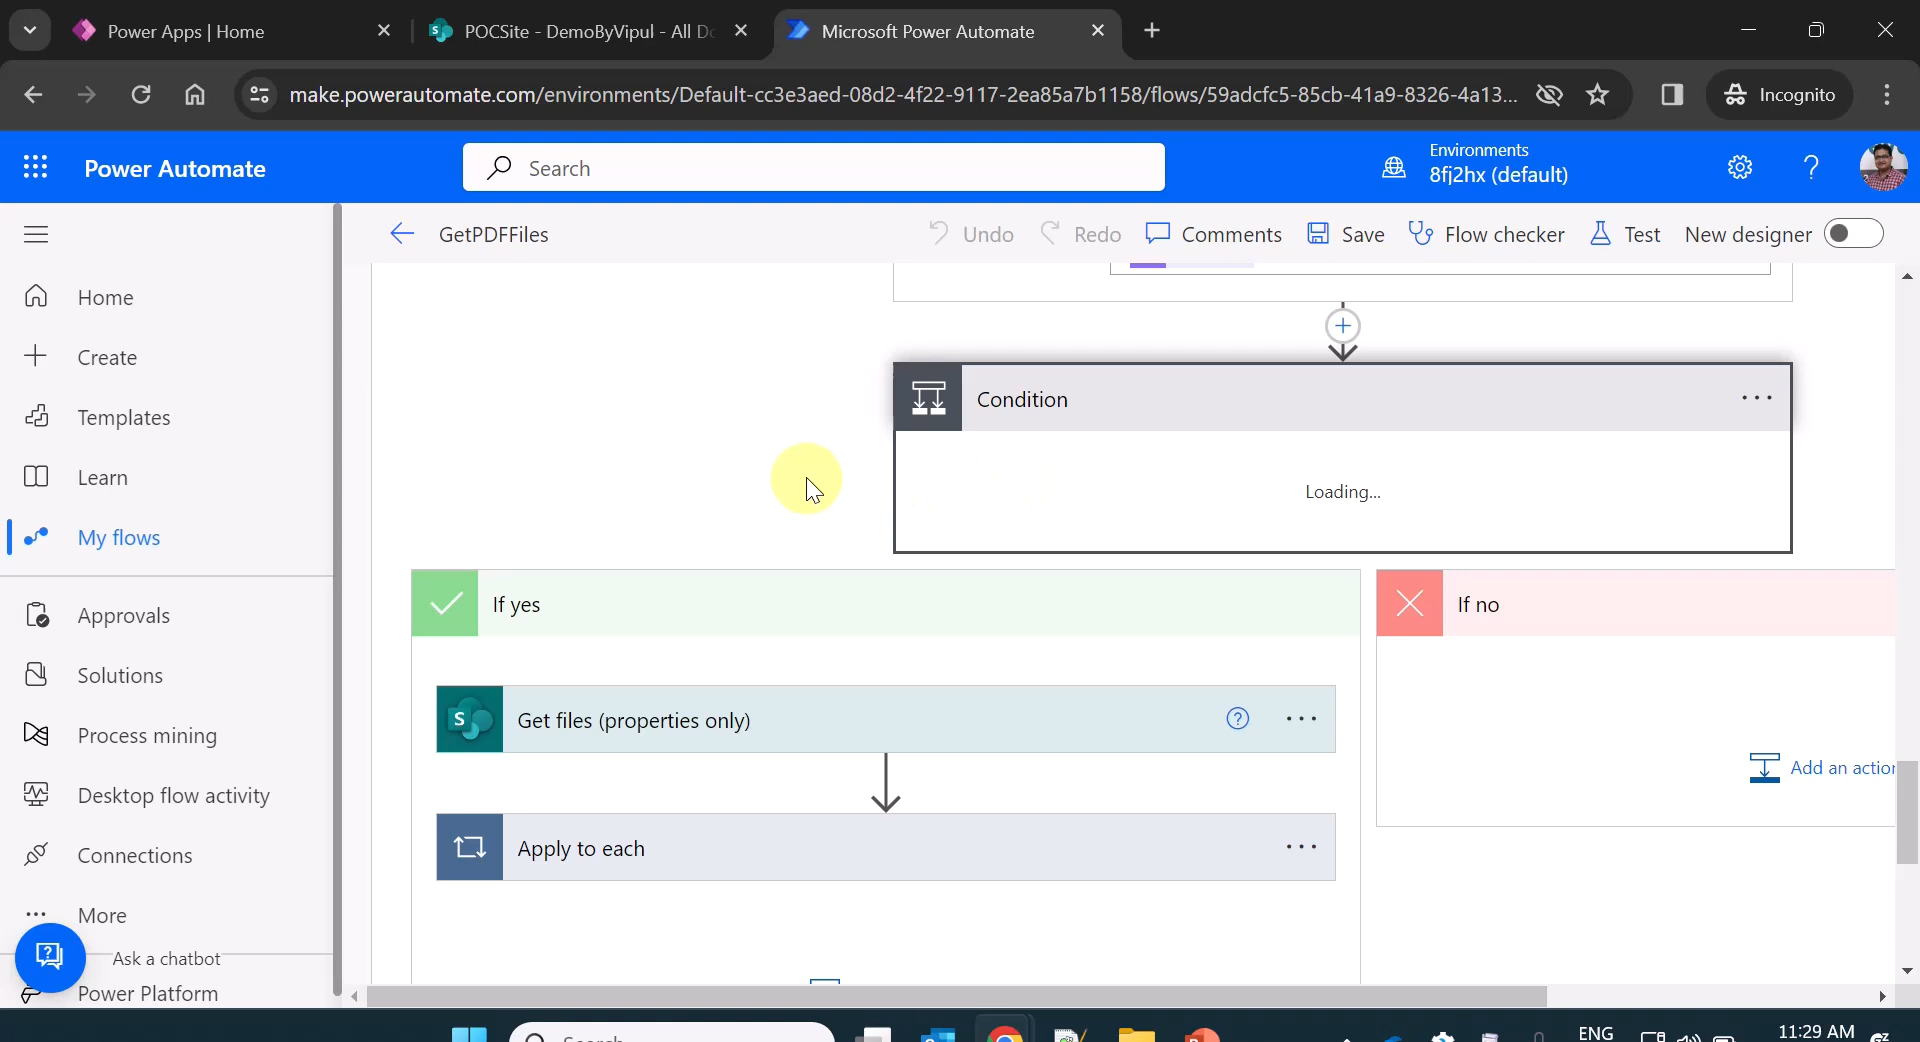 Power Apps | Home
POCSite - DemoByVipul - All Do
Microsoft Power Automate
make.powerautomate.com/environments/Default-cc3e3aed-08d2-4f22-9117-2ea85a7b1158/flows/59adcfc5-85cb-41a9-8326-4a13...
Incognito
Power Automate
Search
Environments
8fj2hx (default)
GetPDFFiles
Undo
Redo
Comments
Save
Flow checker
Test
New designer
Home
Create
Templates
Learn
My flows
Approvals
Solutions
Process mining
Desktop flow activity
Connections
More
Ask a chatbot
Power Platform
Condition
Loading...
If yes
If no
Get files (properties only)
Add an action
Apply to each
Search
ENG
11:29 AM